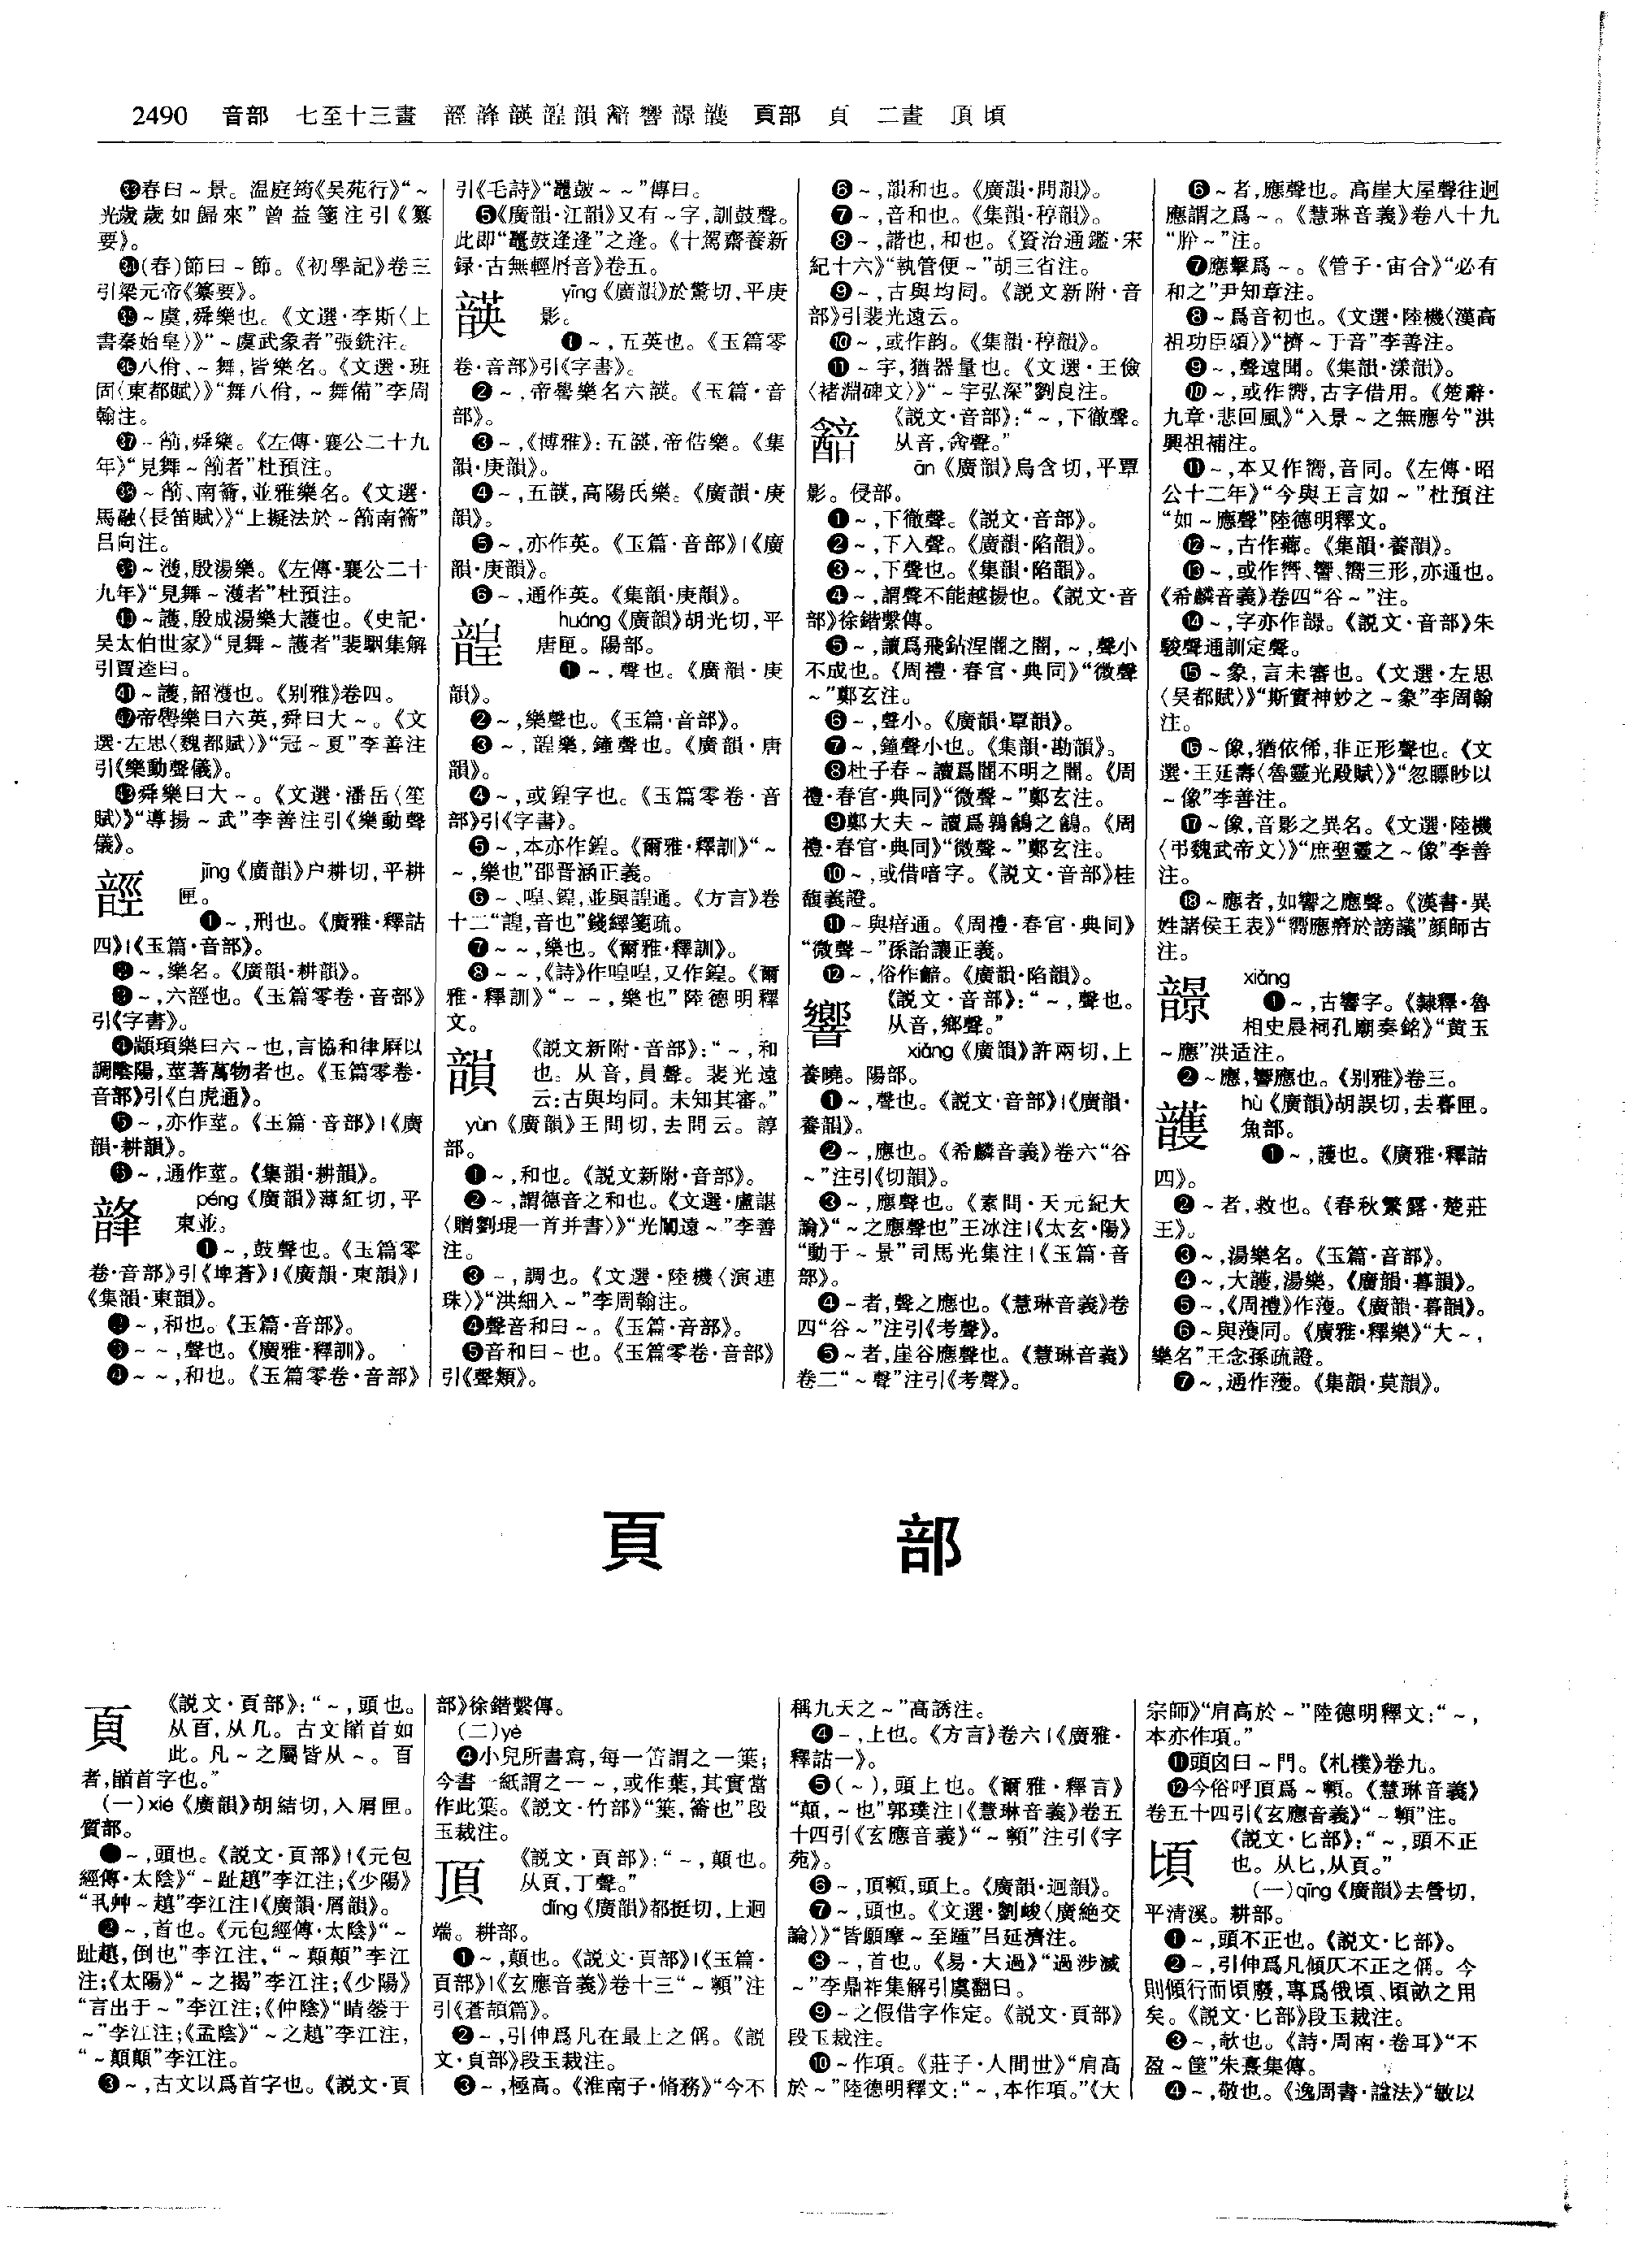 2490 音部 七至十三畫 䪫韸韺韹韻韽響䪰頀 頁部 頁 二畫 頂頃
㉝春曰～景。溫庭筠《吴苑行》“～
光歲歲如歸來”曾益箋注引《纂
要》。
㉞(春)節曰～節。《初學記》卷三
引梁元帝《纂要》。
㉟～虞,舜樂也。《文選·李斯〈上
書秦始皇〉》“～虞武象者”張銑注。
㊱八佾、～舞,皆樂名。《文選·班
固〈東都賦〉》“舞八佾,～舞備”李周
翰注。
㊲～箾,舜樂。《左傳·襄公二十九
年》“見舞～箾者”杜預注。
㊳～箾、南籥,並雅樂名。《文選·
馬融〈長笛賦〉》“上擬法於～箾南籥”
吕向注。
㊴～濩,殷湯樂。《左傳·襄公二十
九年》“見舞～濩者”杜預注。
㊵～護,殷成湯樂大護也。《史記·
吴太伯世家》“見舞～護者”裴駰集解
引賈逵曰。
㊶～護,韶濩也。《别雅》卷四。
㊷帝嚳樂曰六英,舜曰大～。《文
選·左思〈魏都賦〉》“冠～夏”李善注
引《樂動聲儀》。
㊸舜樂曰大～。《文選·潘岳〈笙
賦〉》“導揚～武”李善注引《樂動聲
儀》。
䪫
jīng《廣韻》户耕切,平耕
匣。
❶～,刑也。《廣雅·釋詁
四》|《玉篇·音部》。
❷～,樂名。《廣韻·耕韻》。
❸～,六䪫也。《玉篇零卷·音部》
引《字書》。
❹顓頊樂曰六～也,言協和律厤以
調陰陽,莖著萬物者也。《玉篇零卷·
音部》引《白虎通》。
❺～,亦作莖。《玉篇·音部》|《廣
韻·耕韻》。
❻～,通作莖。《集韻·耕韻》。
韸
péng《廣韻》薄紅切,平
東並。
❶～,鼓聲也。《玉篇零
卷·音部》引《埤蒼》|《廣韻·東韻》|
《集韻·東韻》。
❷～,和也。《玉篇·音部》。
❸～～,聲也。《廣雅·釋訓》。
❹～～,和也。《玉篇零卷·音部》
引《毛詩》“鼉鼓～～”傳曰。
❺《廣韻·江韻》又有～字,訓鼓聲。
此即“鼉鼓逢逢”之逢。《十駕齋養新
録·古無輕脣音》卷五。
韺
yīng《廣韻》於驚切,平庚
影。
❶～,五英也。《玉篇零
卷·音部》引《字書》。
❷～,帝嚳樂名六韺。《玉篇·音
部》。
❸～,《博雅》:五韺,帝俈樂。《集
韻·庚韻》。
❹～,五韺,高陽氏樂。《廣韻·庚
韻》。
❺～,亦作英。《玉篇·音部》|《廣
韻·庚韻》。
❻～,通作英。《集韻·庚韻》。
韹
huáng《廣韻》胡光切,平
唐匣。陽部。
❶～,聲也。《廣韻·庚
韻》。
❷～,樂聲也。《玉篇·音部》。
❸～,韹樂,鐘聲也。《廣韻·唐
韻》。
❹～,或鍠字也。《玉篇零卷·音
部》引《字書》。
❺～,本亦作鍠。《爾雅·釋訓》“～
～,樂也”邵晋涵正義。
❻～、喤、鍠,並與諻通。《方言》卷
十二“諻,音也”錢繹箋疏。
❼～～,樂也。《爾雅·釋訓》。
❽～～,《詩》作喤喤,又作鍠。《爾
雅·釋訓》“～～,樂也”陸德明釋
文。
韻
《説文新附·音部》:“～,和
也。从音,員聲。裴光遠
云:古與均同。未知其審。”
yùn《廣韻》王問切,去問云。諄
部。
❶～,和也。《説文新附·音部》。
❷～,謂德音之和也。《文選·盧諶
〈贈劉琨一首并書〉》“光闡遠～”李善
注。
❸～,調也。《文選·陸機〈演連
珠〉》“洪細入～”李周翰注。
❹聲音和曰～。《玉篇·音部》。
❺音和曰～也。《玉篇零卷·音部》
引《聲類》。
❻～,韻和也。《廣韻·問韻》。
❼～,音和也。《集韻·稕韻》。
❽～,諧也,和也。《資治通鑑·宋
紀十六》“執管便～”胡三省注。
❾～,古與均同。《説文新附·音
部》引裴光遠云。
❿～,或作韵。《集韻·稕韻》。
⓫～宇,猶器量也。《文選·王儉
〈褚淵碑文〉》“～宇弘深”劉良注。
韽
《説文·音部》:“～,下徹聲。
从音,酓聲。”
ān《廣韻》烏含切,平覃
影。侵部。
❶～,下徹聲。《説文·音部》。
❷～,下入聲。《廣韻·陷韻》。
❸～,下聲也。《集韻·陷韻》。
❹～,謂聲不能越揚也。《説文·音
部》徐鍇繫傳。
❺～,讀爲飛鉆涅闇之闇,～,聲小
不成也。《周禮·春官·典同》“微聲
～”鄭玄注。
❻～,聲小。《廣韻·覃韻》。
❼～,鐘聲小也。《集韻·勘韻》。
❽杜子春～讀爲闇不明之闇。《周
禮·春官·典同》“微聲～”鄭玄注。
❾鄭大夫～讀爲鶉鶴之鶴。《周
禮·春官·典同》“微聲～”鄭玄注。
❿～,或借喑字。《説文·音部》桂
馥義證。
⓫～與瘖通。《周禮·春官·典同》
“微聲～”孫詒讓正義。
⓬～,俗作䪩。《廣韻·陷韻》。
響
《説文·音部》:“～,聲也。
从音,鄉聲。”
xiǎng《廣韻》許兩切,上
養曉。陽部。
❶～,聲也。《説文·音部》|《廣韻·
養韻》。
❷～,應也。《希麟音義》卷六“谷
～”注引《切韻》。
❸～,應聲也。《素問·天元紀大
論》“～之應聲也”王冰注|《太玄·陽》
“動于～景”司馬光集注|《玉篇·音
部》。
❹～者,聲之應也。《慧琳音義》卷
四“谷～”注引《考聲》。
❺～者,崖谷應聲也。《慧琳音義》
卷二“～聲”注引《考聲》。
❻～者,應聲也。高崖大屋聲往迴
應謂之爲～。《慧琳音義》卷八十九
“肸～”注。
❼應擊爲～。《管子·宙合》“必有
和之”尹知章注。
❽～爲音初也。《文選·陸機〈漢高
祖功臣頌〉》“擠～于音”李善注。
❾～,聲遠聞。《集韻·漾韻》。
❿～,或作嚮,古字借用。《楚辭·
九章·悲回風》“入景～之無應兮”洪
興祖補注。
⓫～,本又作嚮,音同。《左傳·昭
公十二年》“今與王言如～”杜預注
“如～應聲”陸德明釋文。
⓬～,古作薌。《集韻·養韻》。
⓭～,或作䦳、響、嚮三形,亦通也。
《希麟音義》卷四“谷～”注。
⓮～,字亦作䪰。《説文·音部》朱
駿聲通訓定聲。
⓯～象,言未審也。《文選·左思
〈吴都賦〉》“斯實神妙之～象”李周翰
注。
⓰～像,猶依俙,非正形聲也。《文
選·王延壽〈魯靈光殿賦〉》“忽瞟眇以
～像”李善注。
⓱～像,音影之異名。《文選·陸機
〈弔魏武帝文〉》“庶聖靈之～像”李善
注。
⓲～應者,如響之應聲。《漢書·異
姓諸侯王表》“嚮應𤺊於謗議”顔師古
注。
䪰
xiǎng
❶～,古響字。《隸釋·魯
相史晨祠孔廟奏銘》“黄玉
～應”洪适注。
❷～應,響應也。《别雅》卷三。
頀
hù《廣韻》胡誤切,去暮匣。
魚部。
❶～,護也。《廣雅·釋詁
四》。
❷～者,救也。《春秋繁露·楚莊
王》。
❸～,湯樂名。《玉篇·音部》。
❹～,大護,湯樂。《廣韻·暮韻》。
❺～,《周禮》作濩。《廣韻·暮韻》。
❻～與濩同。《廣雅·釋樂》“大～,
樂名”王念孫疏證。
❼～,通作濩。《集韻·莫韻》。
頁 部
頁
《説文·頁部》:“～,頭也。
从𦣻,从儿。古文䭫首如
此。凡～之屬皆从～。𦣻
者,䭫首字也。”
(一)xié《廣韻》胡結切,入屑匣。
質部。
❶～,頭也。《説文·頁部》|《元包
經傳·太陰》“～趾䞨”李江注;《少陽》
“丮艸～䞨”李江注|《廣韻·屑韻》。
❷～,首也。《元包經傳·太陰》“～
趾䞨,倒也”李江注,“～顛顛”李江
注;《太陽》“～之揭”李江注;《少陽》
“言出于～”李江注;《仲陰》“睛䥐于
～”李江注;《孟陰》“～之䞨”李江注,
“～顛顛”李江注。
❸～,古文以爲首字也。《説文·頁
部》徐鍇繫傳。
(二)yè
❹小兒所書寫,每一笘謂之一䈎;
今書一紙謂之一～,或作葉,其實當
作此䈎。《説文·竹部》“䈎,籥也”段
玉裁注。
頂
《説文·頁部》:“～,顛也。
从頁,丁聲。”
dǐng《廣韻》都挺切,上迥
端。耕部。
❶～,顛也。《説文·頁部》|《玉篇·
頁部》|《玄應音義》卷十三“～䫜”注
引《蒼頡篇》。
❷～,引伸爲凡在最上之偁。《説
文·頁部》段玉裁注。
❸～,極高。《淮南子·脩務》“今不
稱九天之～”高誘注。
❹～,上也。《方言》卷六|《廣雅·
釋詁一》。
❺(～),頭上也。《爾雅·釋言》
“顛,～也”郭璞注|《慧琳音義》卷五
十四引《玄應音義》“～䫜”注引《字
苑》。
❻～,頂䫜,頭上。《廣韻·迥韻》。
❼～,頭也。《文選·劉峻〈廣絶交
論〉》“皆願摩～至踵”吕延濟注。
❽～,首也。《易·大過》“過涉滅
～”李鼎祚集解引虞翻曰。
❾～之假借字作定。《説文·頁部》
段玉裁注。
❿～作項。《莊子·人間世》“肩高
於～”陸德明釋文:“～,本作項。”《大
宗師》“肩高於～”陸德明釋文:“～,
本亦作項。”
⓫頭囟曰～門。《札樸》卷九。
⓬今俗呼頂爲～䫜。《慧琳音義》
卷五十四引《玄應音義》“～䫜”注。
頃
《説文·匕部》:“～,頭不正
也。从匕,从頁。”
(一)qīng《廣韻》去營切,
平清溪。耕部。
❶～,頭不正也。《説文·匕部》。
❷～,引伸爲凡傾仄不正之偁。今
則傾行而頃廢,專爲俄頃、頃畝之用
矣。《説文·匕部》段玉裁注。
❸～,欹也。《詩·周南·卷耳》“不
盈～筐”朱熹集傳。
❹～,敬也。《逸周書·謚法》“敏以